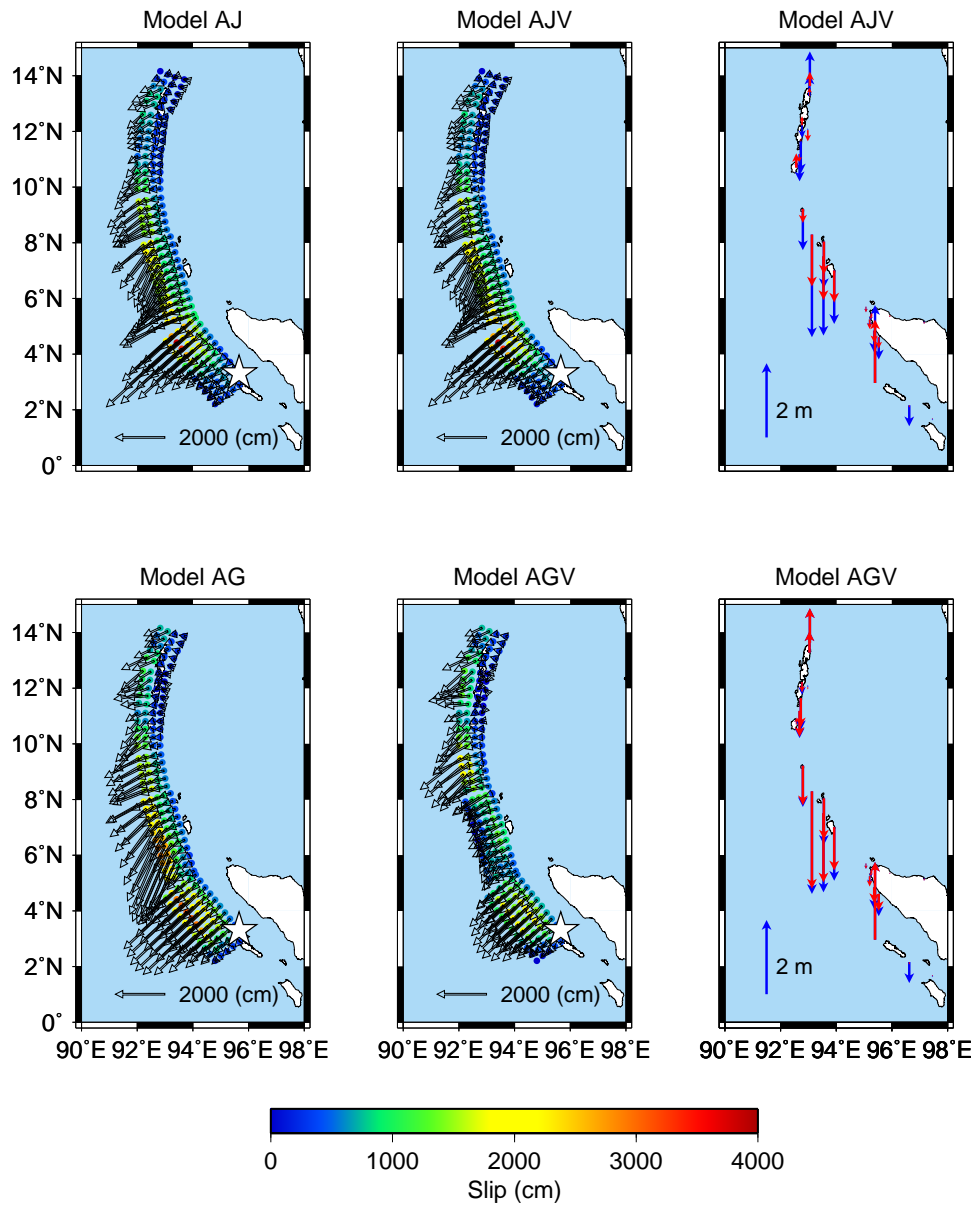 Model AJ Model AJV Model AJV
14˚N
12˚N
10˚N
8˚N
6˚N
4˚N
2˚N
0˚
2000 (cm) 2000 (cm) 2 m
Model AG Model AGV Model AGV
14˚N
12˚N
10˚N
8˚N
6˚N
4˚N
2˚N
0˚
2000 (cm) 2000 (cm) 2 m
90˚E 92˚E 94˚E 96˚E 98˚E 90˚E 92˚E 94˚E 96˚E 98˚E 90˚E 92˚E 94˚E 96˚E 98˚E
0 1000 2000 3000 4000
Slip (cm)